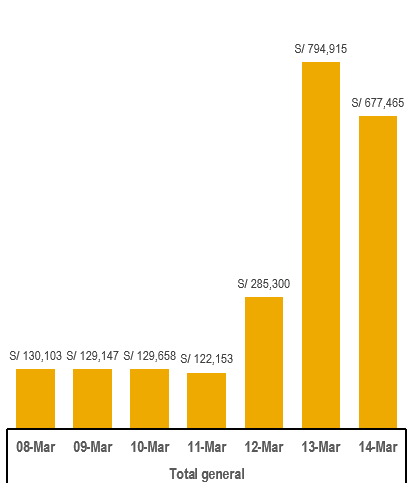 S/ 794,915
S/ 677,465
S/ 285,300
S/ 130,103 S/ 129,147 S/ 129,658 S/ 122,153
08-Mar 09-Mar 10-Mar 11-Mar 12-Mar 13-Mar 14-Mar
Total general